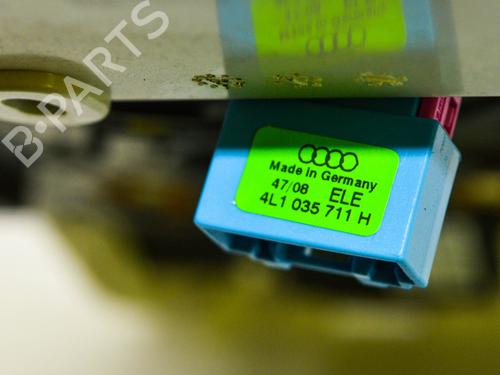 B-PARTS
Made in Germany
47/08 ELE
4L1 035 711 H